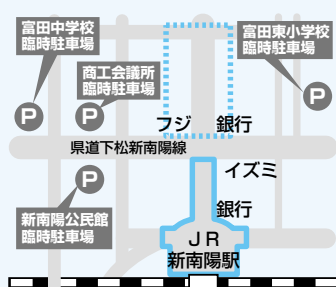 富田中学校
臨時駐車場
富田東小学校
臨時駐車場
商工会議所
臨時駐車場
P
P
P
フジ 銀行
県道下松新南陽線
イズミ
P
銀行
新南陽公民館
臨時駐車場
JR
新南陽駅